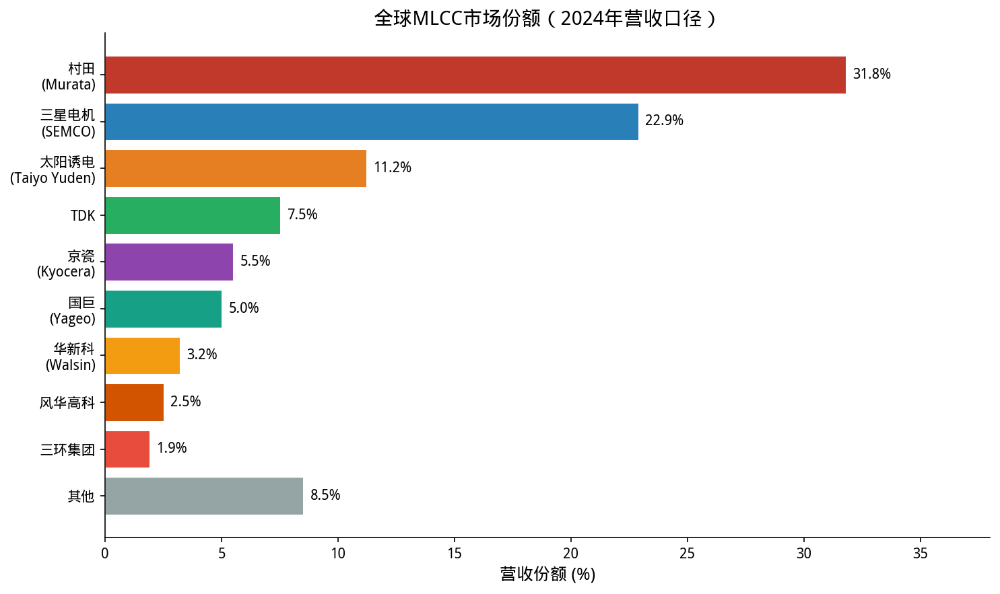 全球MLCC市场份额（2024年营收口径）
村田
(Murata)
31.8%
三星电机
(SEMCO)
22.9%
太阳诱电
(Taiyo Yuden)
11.2%
TDK
7.5%
京瓷
(Kyocera)
5.5%
国巨
(Yageo)
5.0%
华新科
(Walsin)
3.2%
风华高科
2.5%
三环集团
1.9%
其他
8.5%
0 5 10 15 20 25 30 35
营收份额 (%)